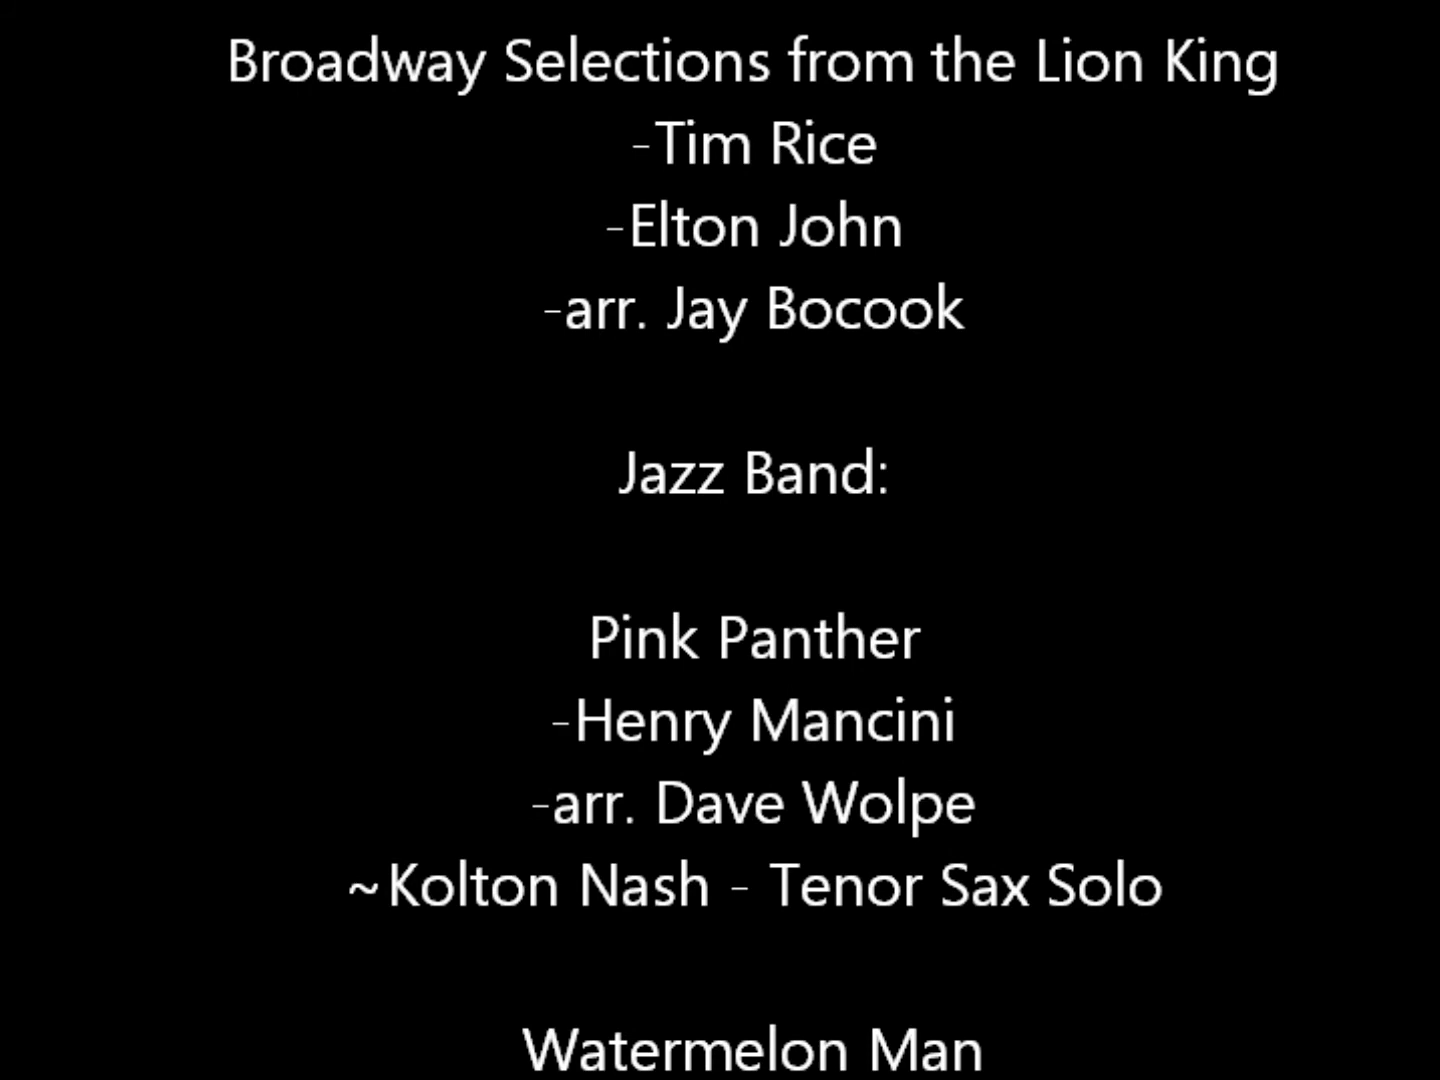 Broadway Selections from the Lion King
-Tim Rice
-Elton John
-arr. Jay Bocook
Jazz Band:
Pink Panther
-Henry Mancini
-arr. Dave Wolpe
~Kolton Nash - Tenor Sax Solo
Watermelon Man